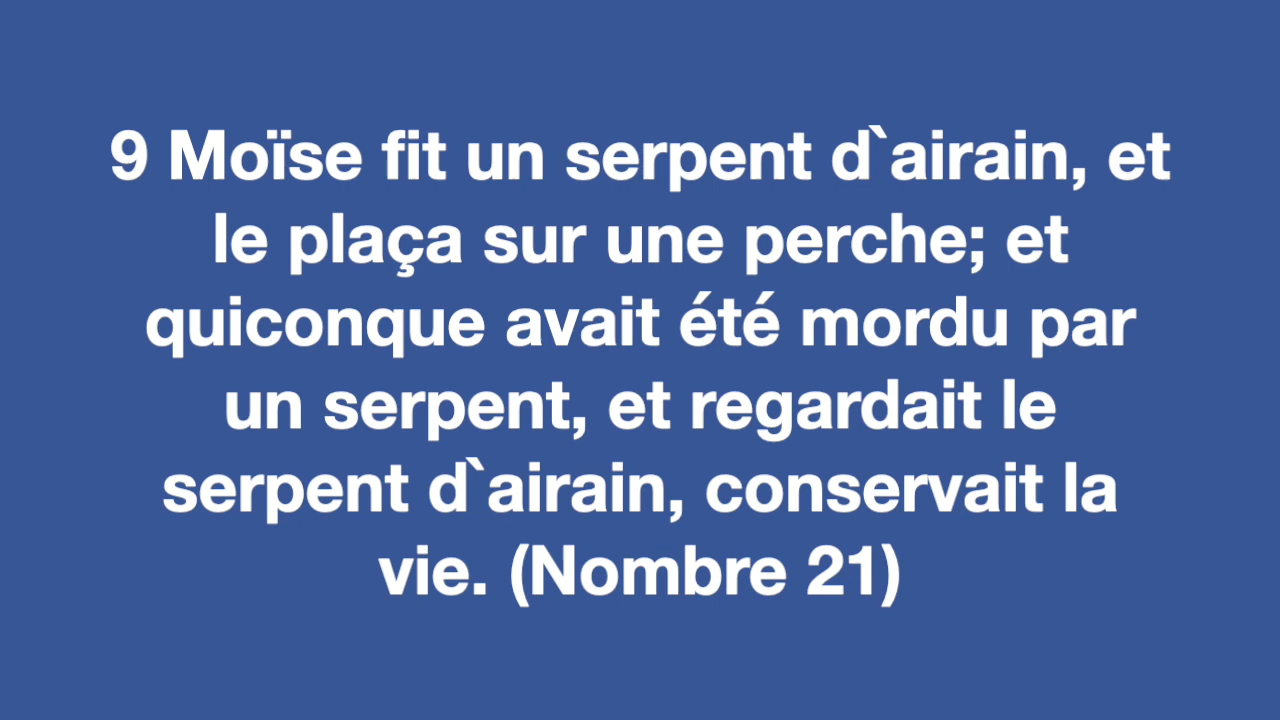 9 Moïse fit un serpent d`airain, et
le plaça sur une perche; et
quiconque avait été mordu par
un serpent, et regardait le
serpent d`airain, conservait la
vie. (Nombre 21)